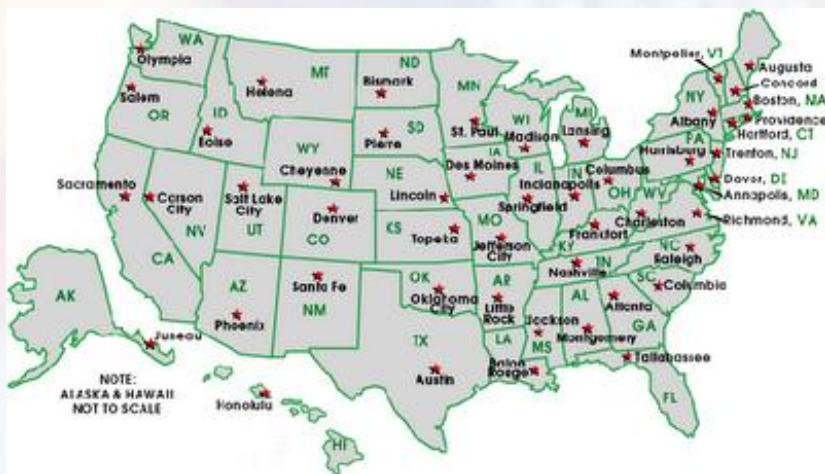 WA
Olympia
Salem
OR
ID
Boise
MT
Helena
ND
Bismark
MN
St. Paul
WI
Madison
MI
Lansing
SD
Pierre
WY
Cheyenne
NE
Lincoln
IA
Des Moines
IL
Springfield
IN
Indianapolis
Columbus
OH
WV
Charleston
KY
Frankfort
Montpelier, VT
Augusta
Concord
Boston, MA
Providence
Hartford, CT
NY
Albany
PA
Harrisburg
Trenton, NJ
Annapolis, MD
Richmond, VA
Sacramento
Carson
City
NV
CA
Salt Lake
City
UT
Denver
CO
KS
Topeka
MO
Jefferson
City
Nashville
NC
Raleigh
SC
Columbia
AZ
Phoenix
Santa Fe
NM
OK
Oklahoma
City
AR
Little
Rock
TX
Austin
LA
Baton
Rouge
Jackson
MS
AL
Montgomery
Atlanta
GA
Tallahassee
FL
AK
Juneau
NOTE:
ALASKA & HAWAII
NOT TO SCALE
Honolulu
HI